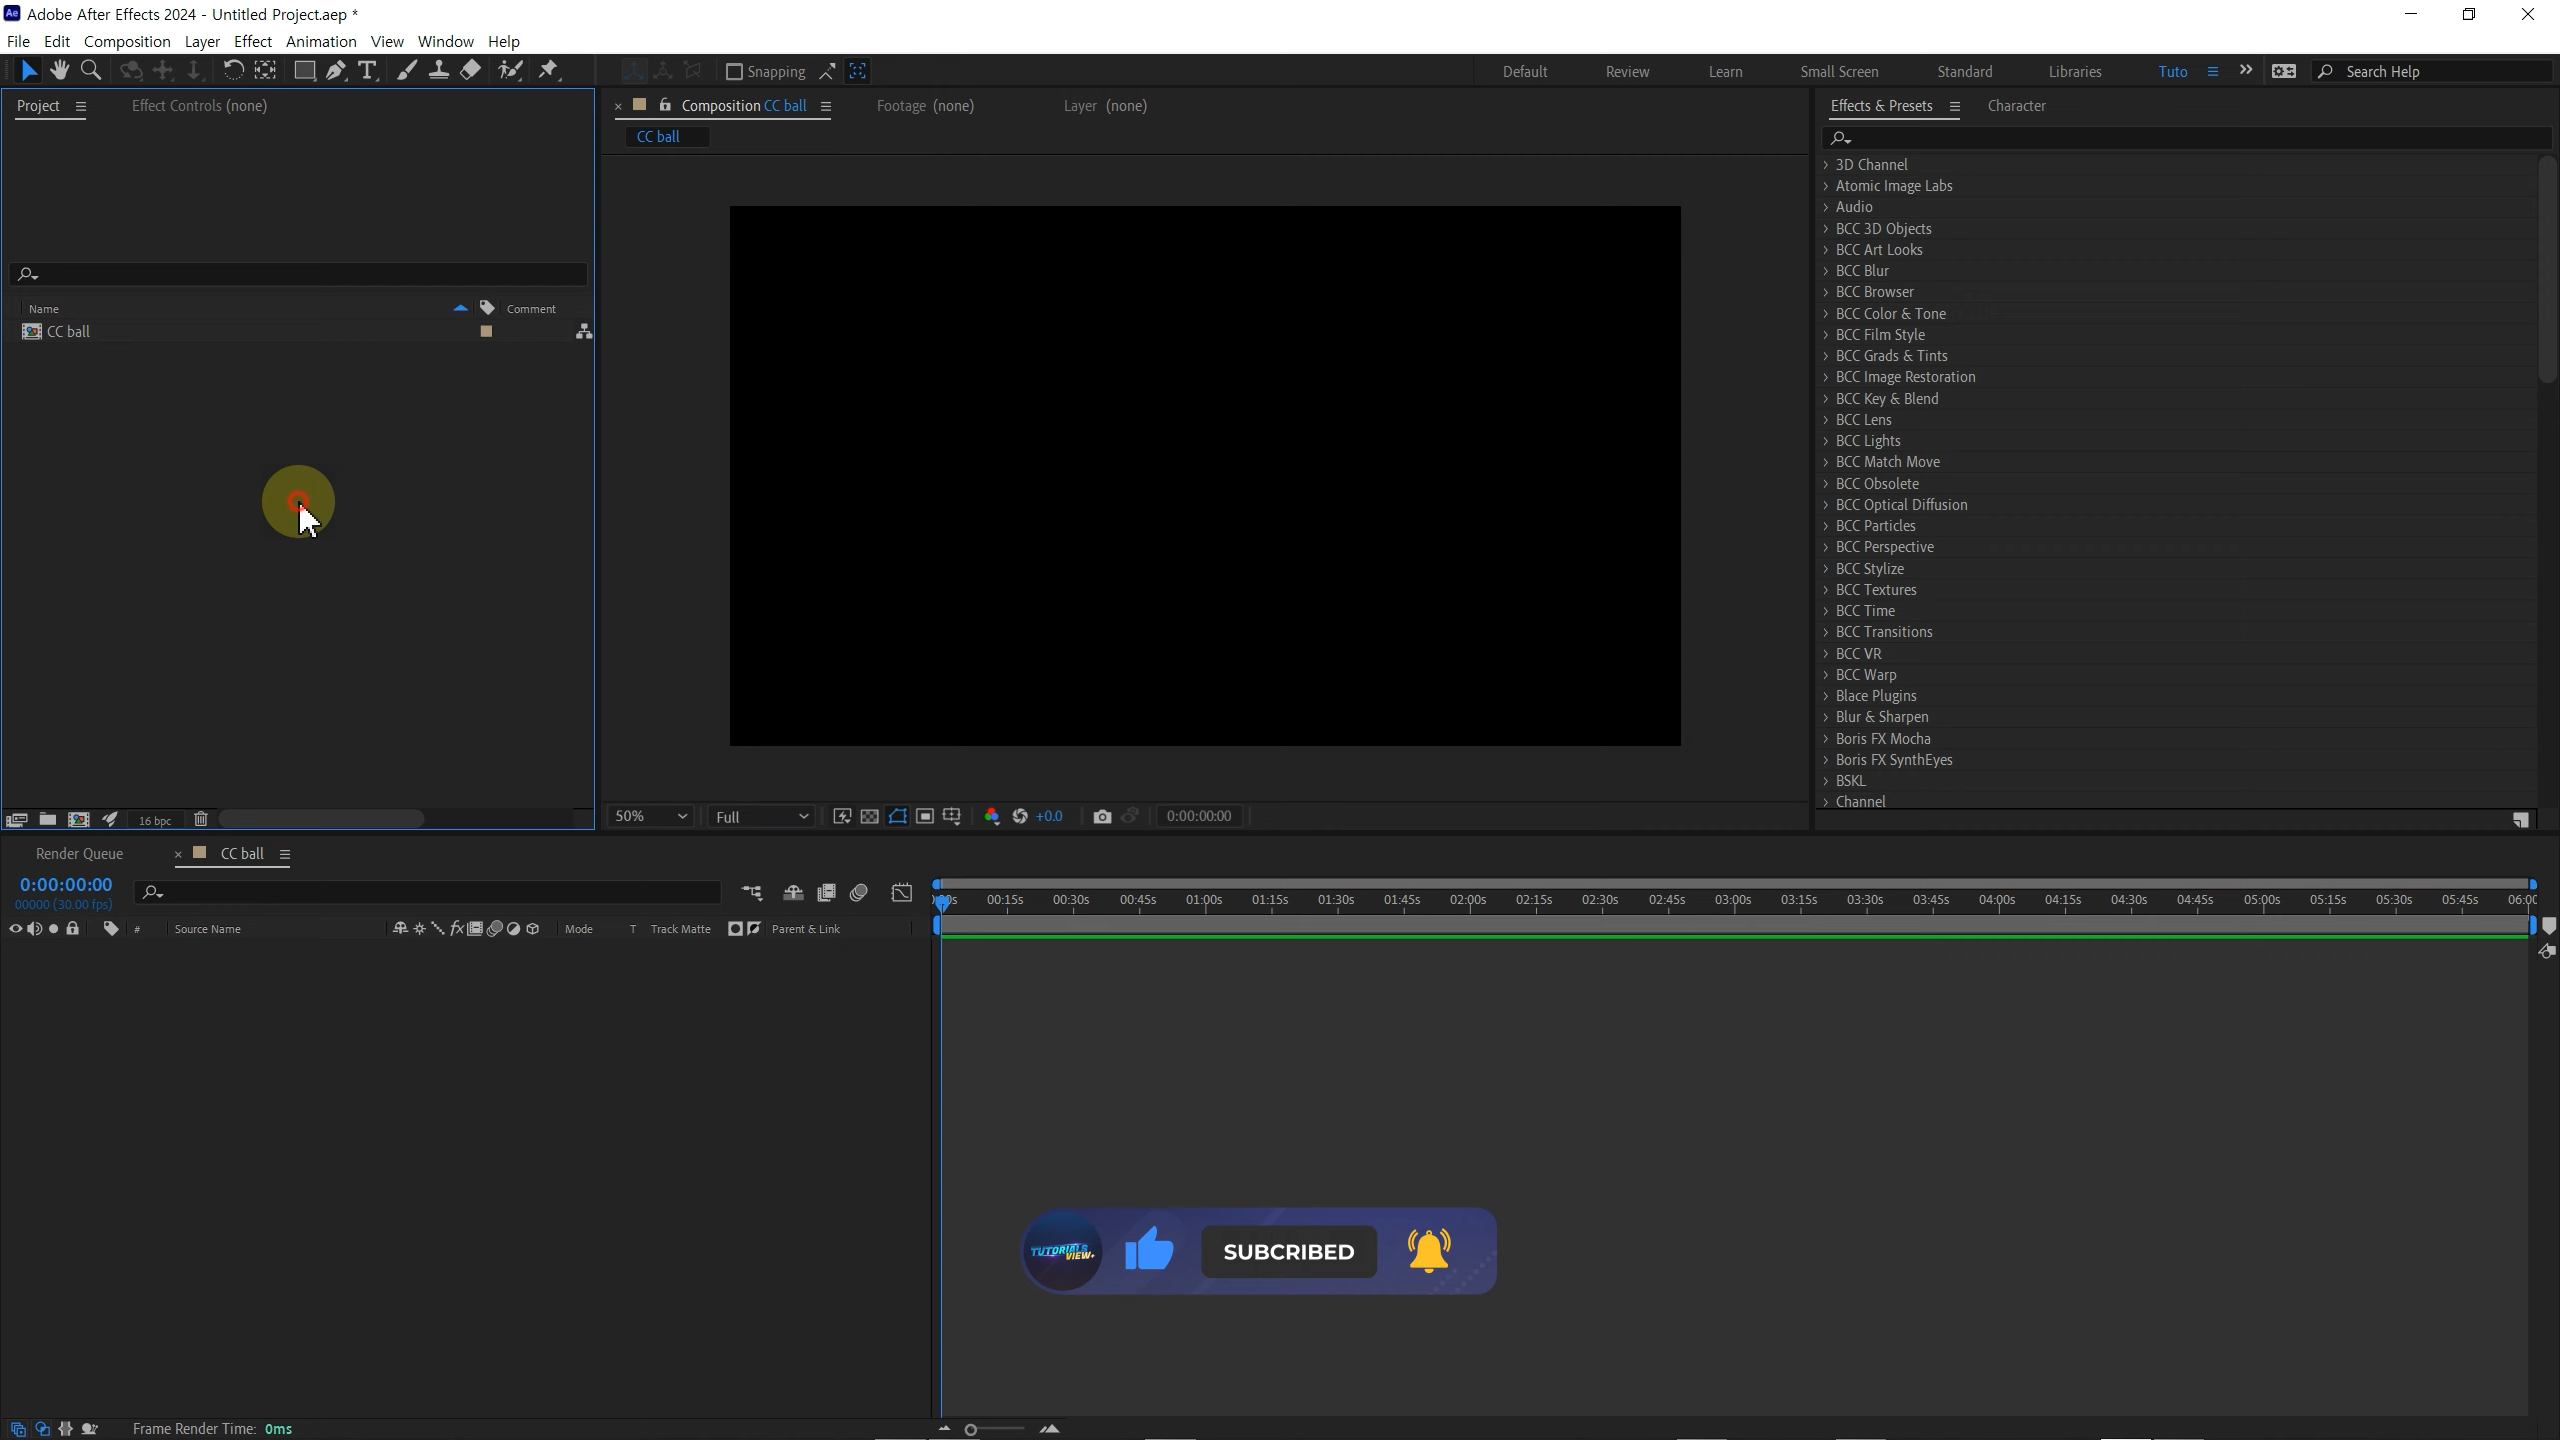 Ae Adobe After Effects 2024 - Untitled Project.aep *
File Edit Composition Layer Effect Animation View Window Help
T Snapping Default Review Learn Small Screen Standard Libraries Tuto Search Help
Project Effect Controls (none)
× Composition CC ball Footage (none) Layer (none)
CC ball
Effects & Presets Character
Name Comment
CC ball
3D Channel
Atomic Image Labs
Audio
BCC 3D Objects
BCC Art Looks
BCC Blur
BCC Browser
BCC Color & Tone
BCC Film Style
BCC Grads & Tints
BCC Image Restoration
BCC Key & Blend
BCC Lens
BCC Lights
BCC Match Move
BCC Obsolete
BCC Optical Diffusion
BCC Particles
BCC Perspective
BCC Stylize
BCC Textures
BCC Time
BCC Transitions
BCC VR
BCC Warp
Blace Plugins
Blur & Sharpen
Boris FX Mocha
Boris FX SynthEyes
BSKL
Channel
16 bpc
50% Full +0.0 0:00:00:00
Render Queue × CC ball
0:00:00:00
00000 (30.00 fps)
00:15s 00:30s 00:45s 01:00s 01:15s 01:30s 01:45s 02:00s 02:15s 02:30s 02:45s 03:00s 03:15s 03:30s 03:45s 04:00s 04:15s 04:30s 04:45s 05:00s 05:15s 05:30s 05:45s
# Source Name fx Mode T Track Matte Parent & Link
TUTORIALS
VIEW+
SUBCRIBED
Frame Render Time: 0ms